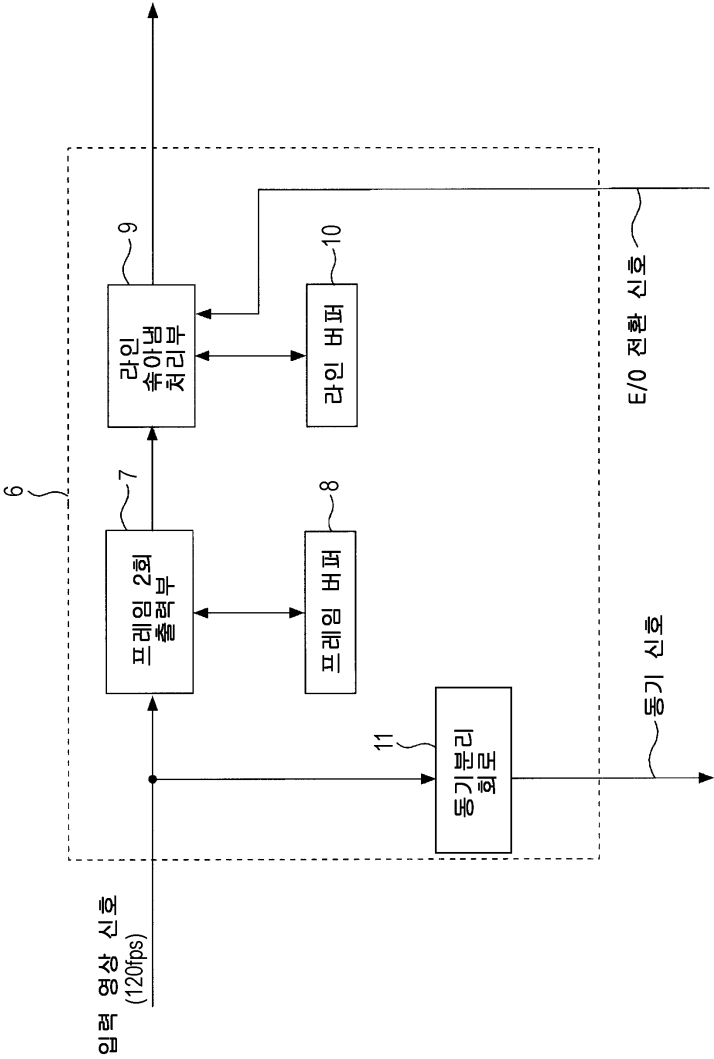 6
입력 영상 신호
(120fps)
7
프레임 2회
출력부
8
프레임 버퍼
9
라인
솎아냄
처리부
10
라인 버퍼
11
동기분리
회로
동기 신호
E/O 전환 신호